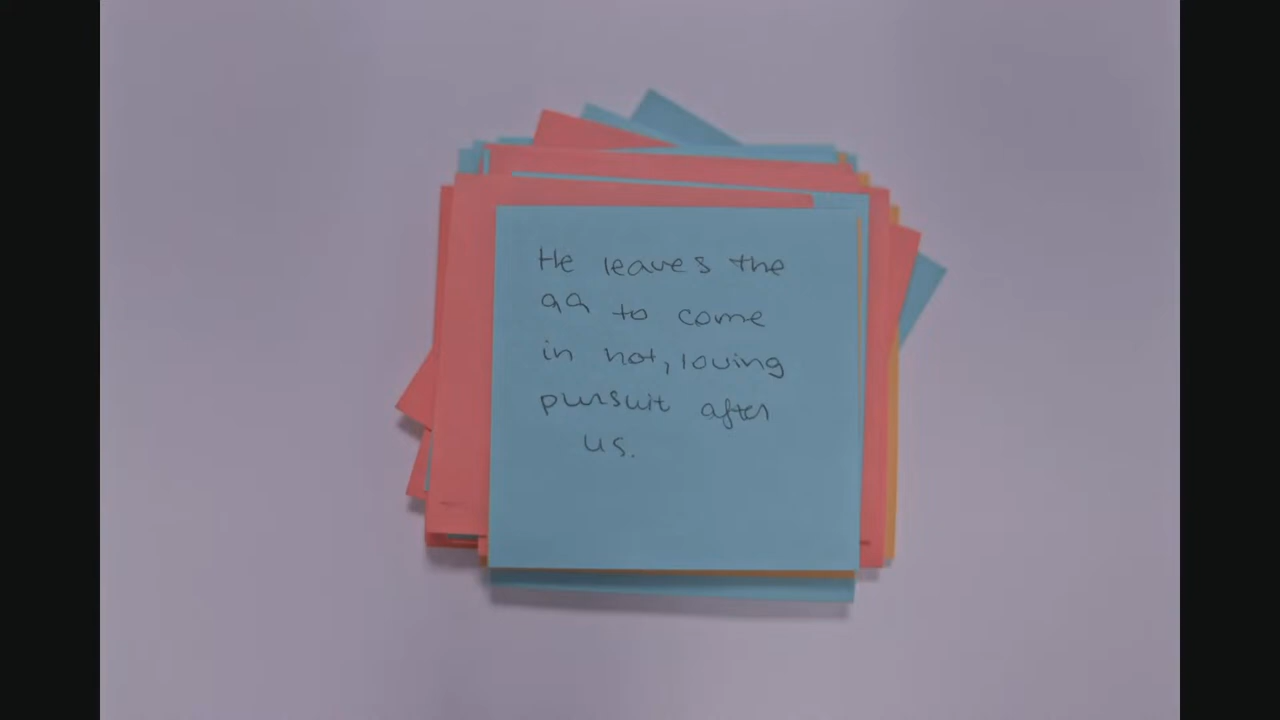 He leaves the
99 to come
in hot, loving
pursuit after
us.